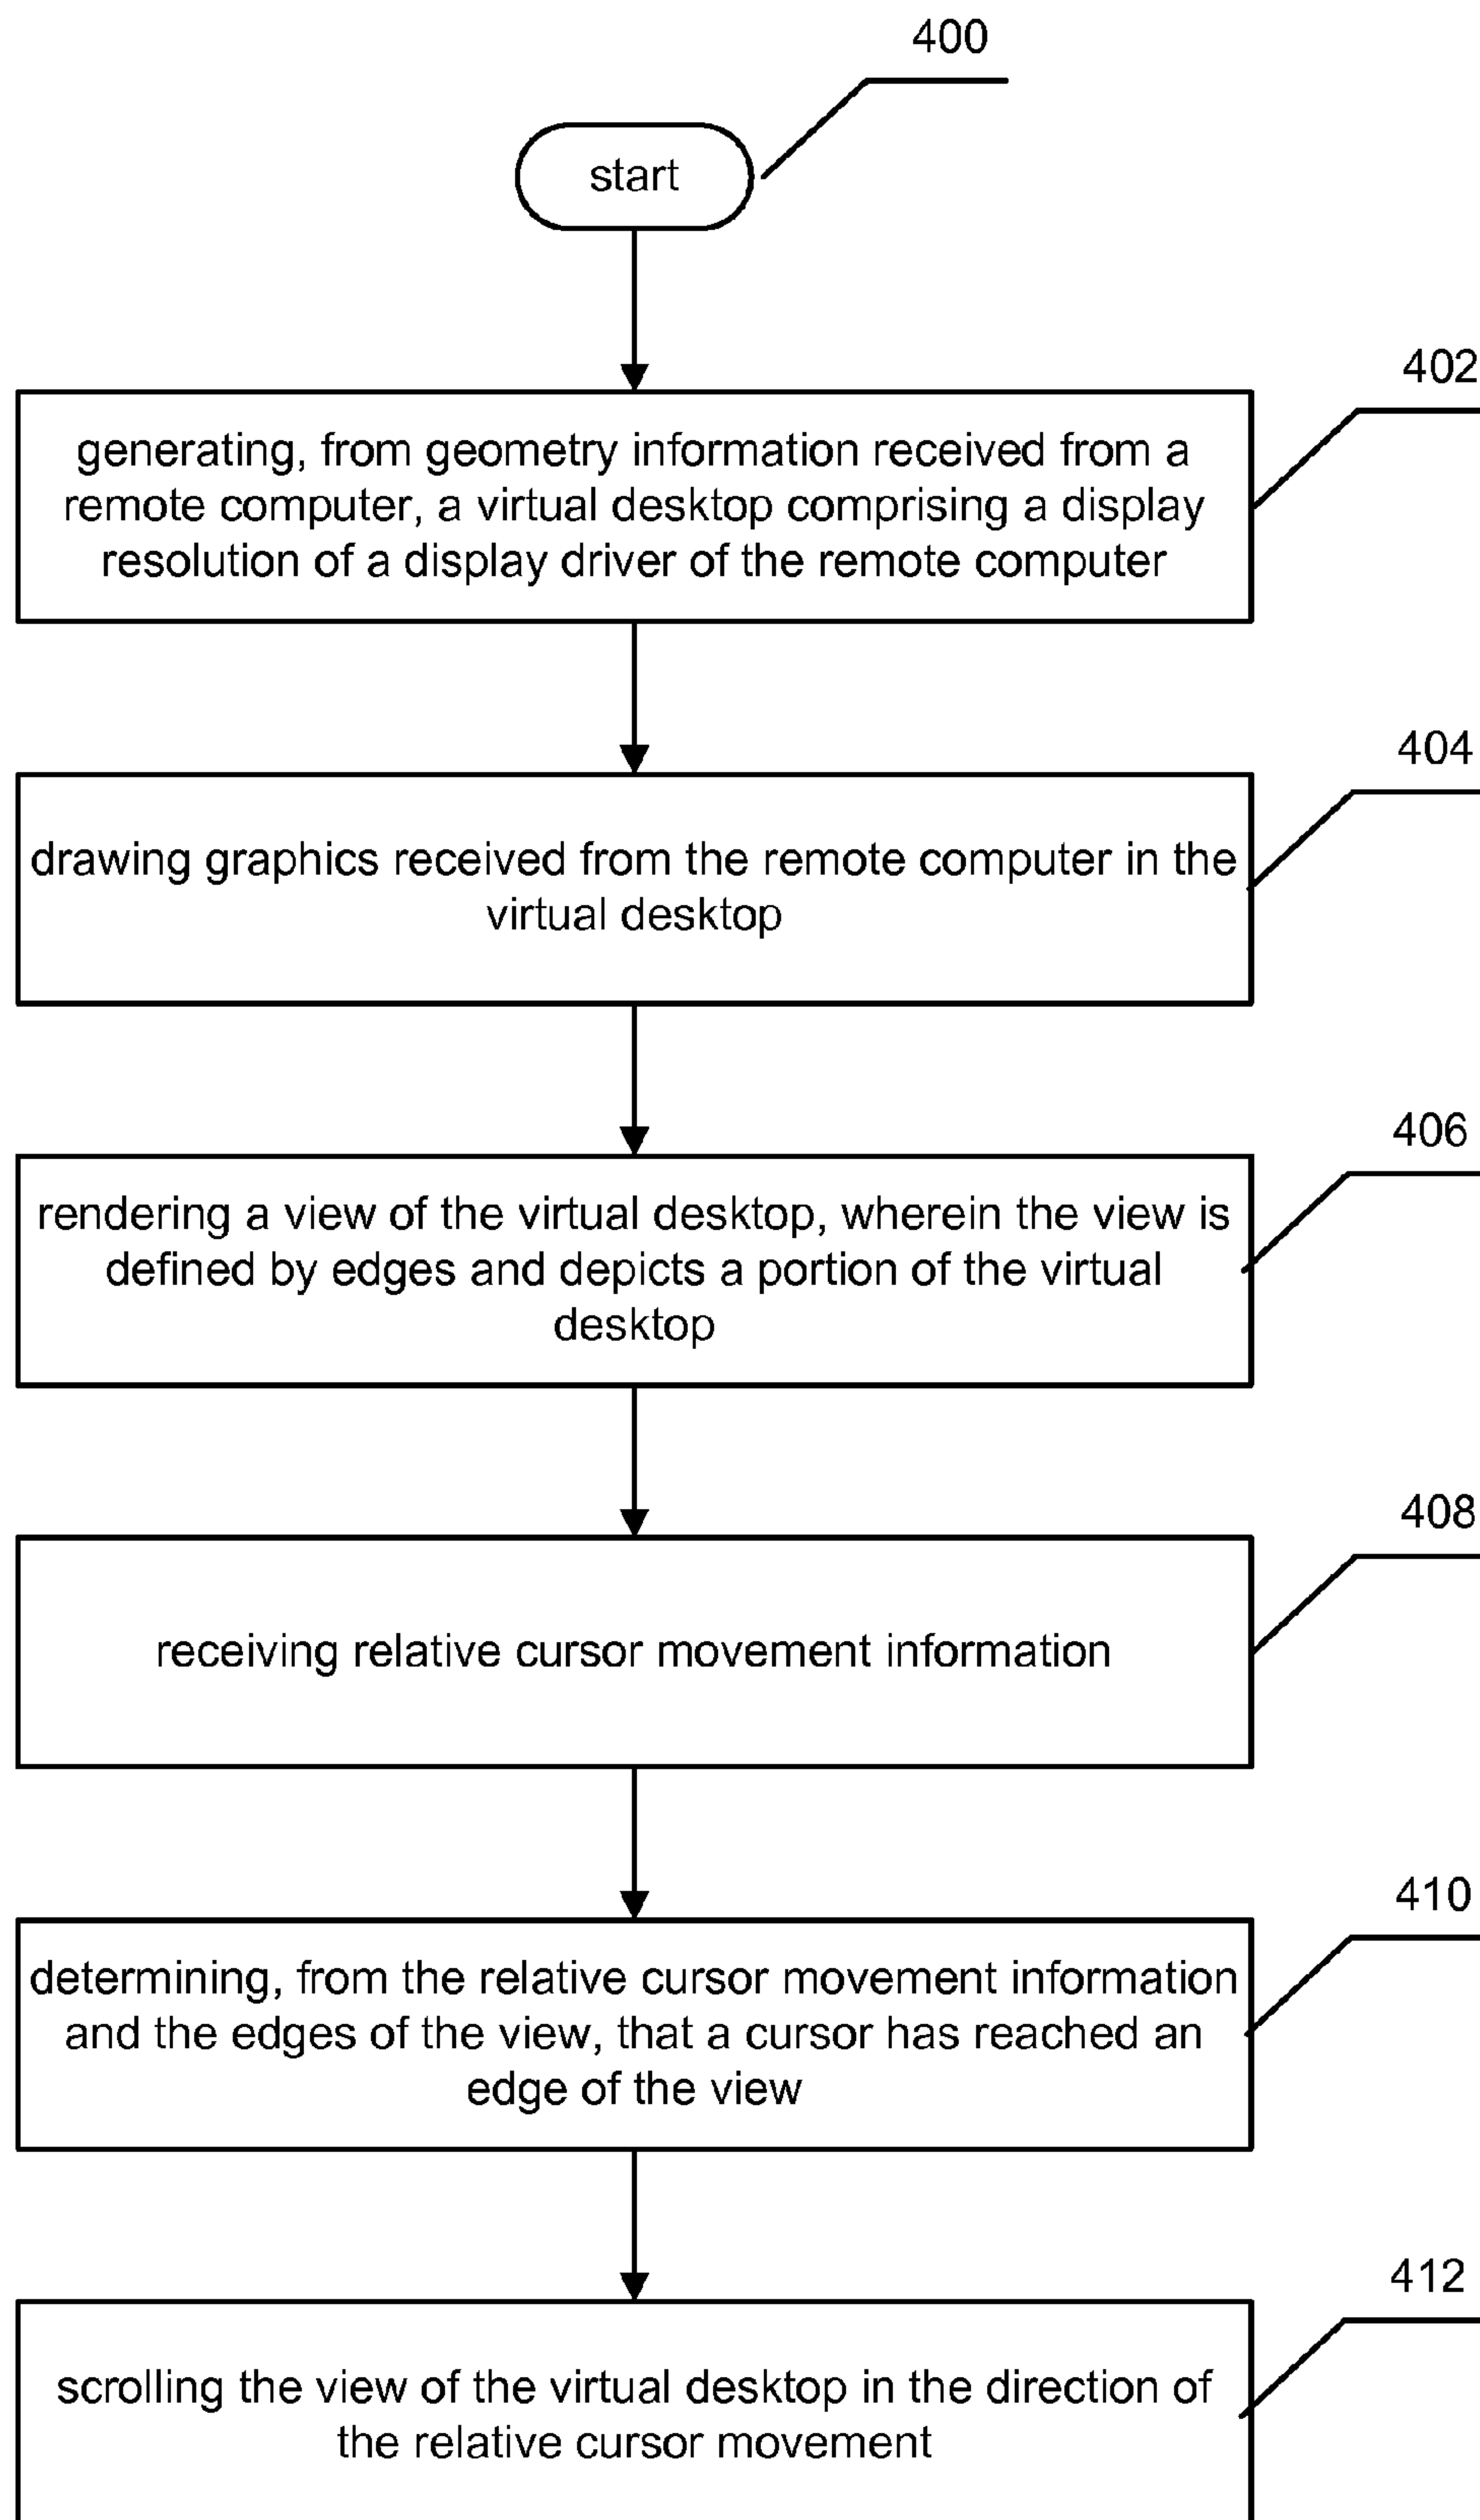 400
start
402
generating, from geometry information received from a
remote computer, a virtual desktop comprising a display
resolution of a display driver of the remote computer
404
drawing graphics received from the remote computer in the
virtual desktop
406
rendering a view of the virtual desktop, wherein the view is
defined by edges and depicts a portion of the virtual
desktop
408
receiving relative cursor movement information
410
determining, from the relative cursor movement information
and the edges of the view, that a cursor has reached an
edge of the view
412
scrolling the view of the virtual desktop in the direction of
the relative cursor movement